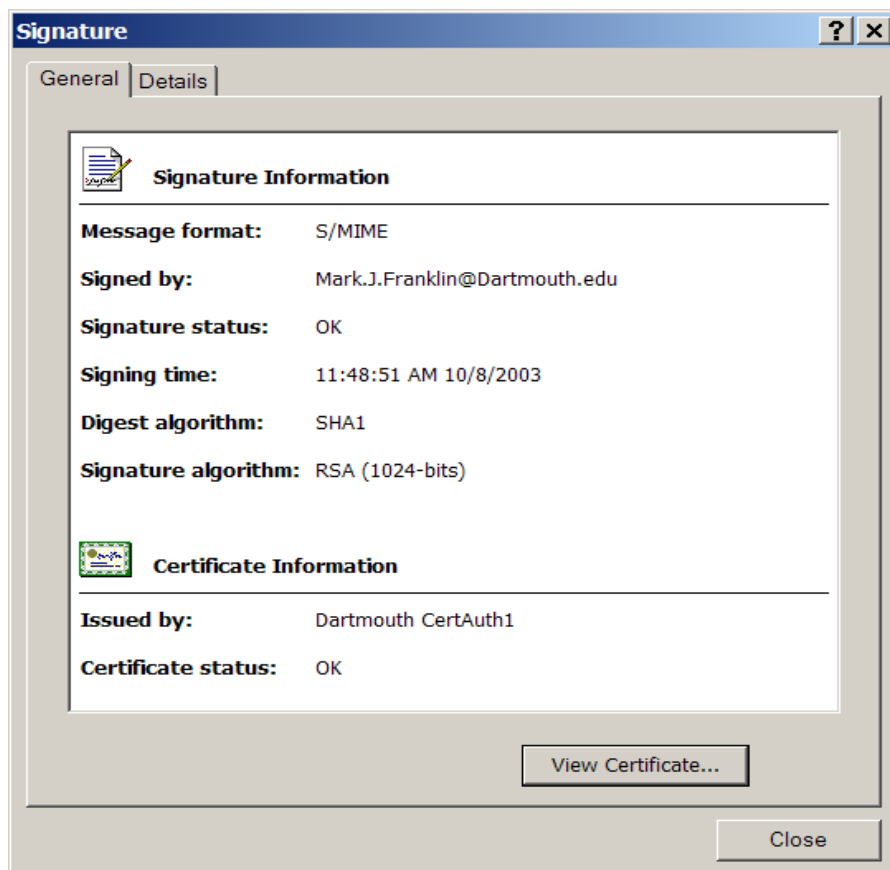 Signature
General Details
Signature Information
Message format: S/MIME
Signed by: Mark.J.Franklin@Dartmouth.edu
Signature status: OK
Signing time: 11:48:51 AM 10/8/2003
Digest algorithm: SHA1
Signature algorithm: RSA (1024-bits)
Certificate Information
Issued by: Dartmouth CertAuth1
Certificate status: OK
View Certificate...
Close